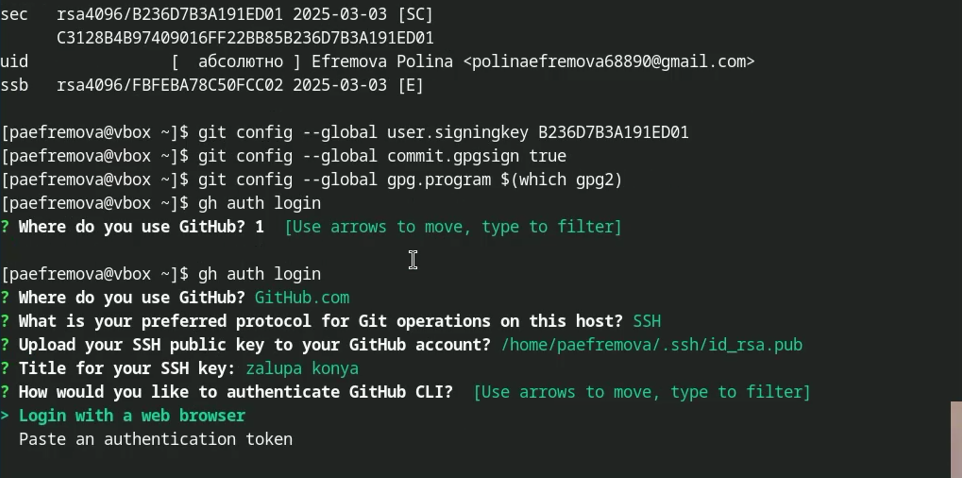 sec   rsa4096/B236D7B3A191ED01 2025-03-03 [SC]
      C3128B4B97409016FF22BB85B236D7B3A191ED01
uid                  [  абсолютно ] Efremova Polina <polinaefremova68890@gmail.com>
ssb   rsa4096/FBFEBA78C50FCC02 2025-03-03 [E]

[paefremova@vbox ~]$ git config --global user.signingkey B236D7B3A191ED01
[paefremova@vbox ~]$ git config --global commit.gpgsign true
[paefremova@vbox ~]$ git config --global gpg.program $(which gpg2)
[paefremova@vbox ~]$ gh auth login
? Where do you use GitHub? 1  [Use arrows to move, type to filter]

[paefremova@vbox ~]$ gh auth login
? Where do you use GitHub? GitHub.com
? What is your preferred protocol for Git operations on this host? SSH
? Upload your SSH public key to your GitHub account? /home/paefremova/.ssh/id_rsa.pub
? Title for your SSH key: zalupa konya
? How would you like to authenticate GitHub CLI?  [Use arrows to move, type to filter]
> Login with a web browser
  Paste an authentication token